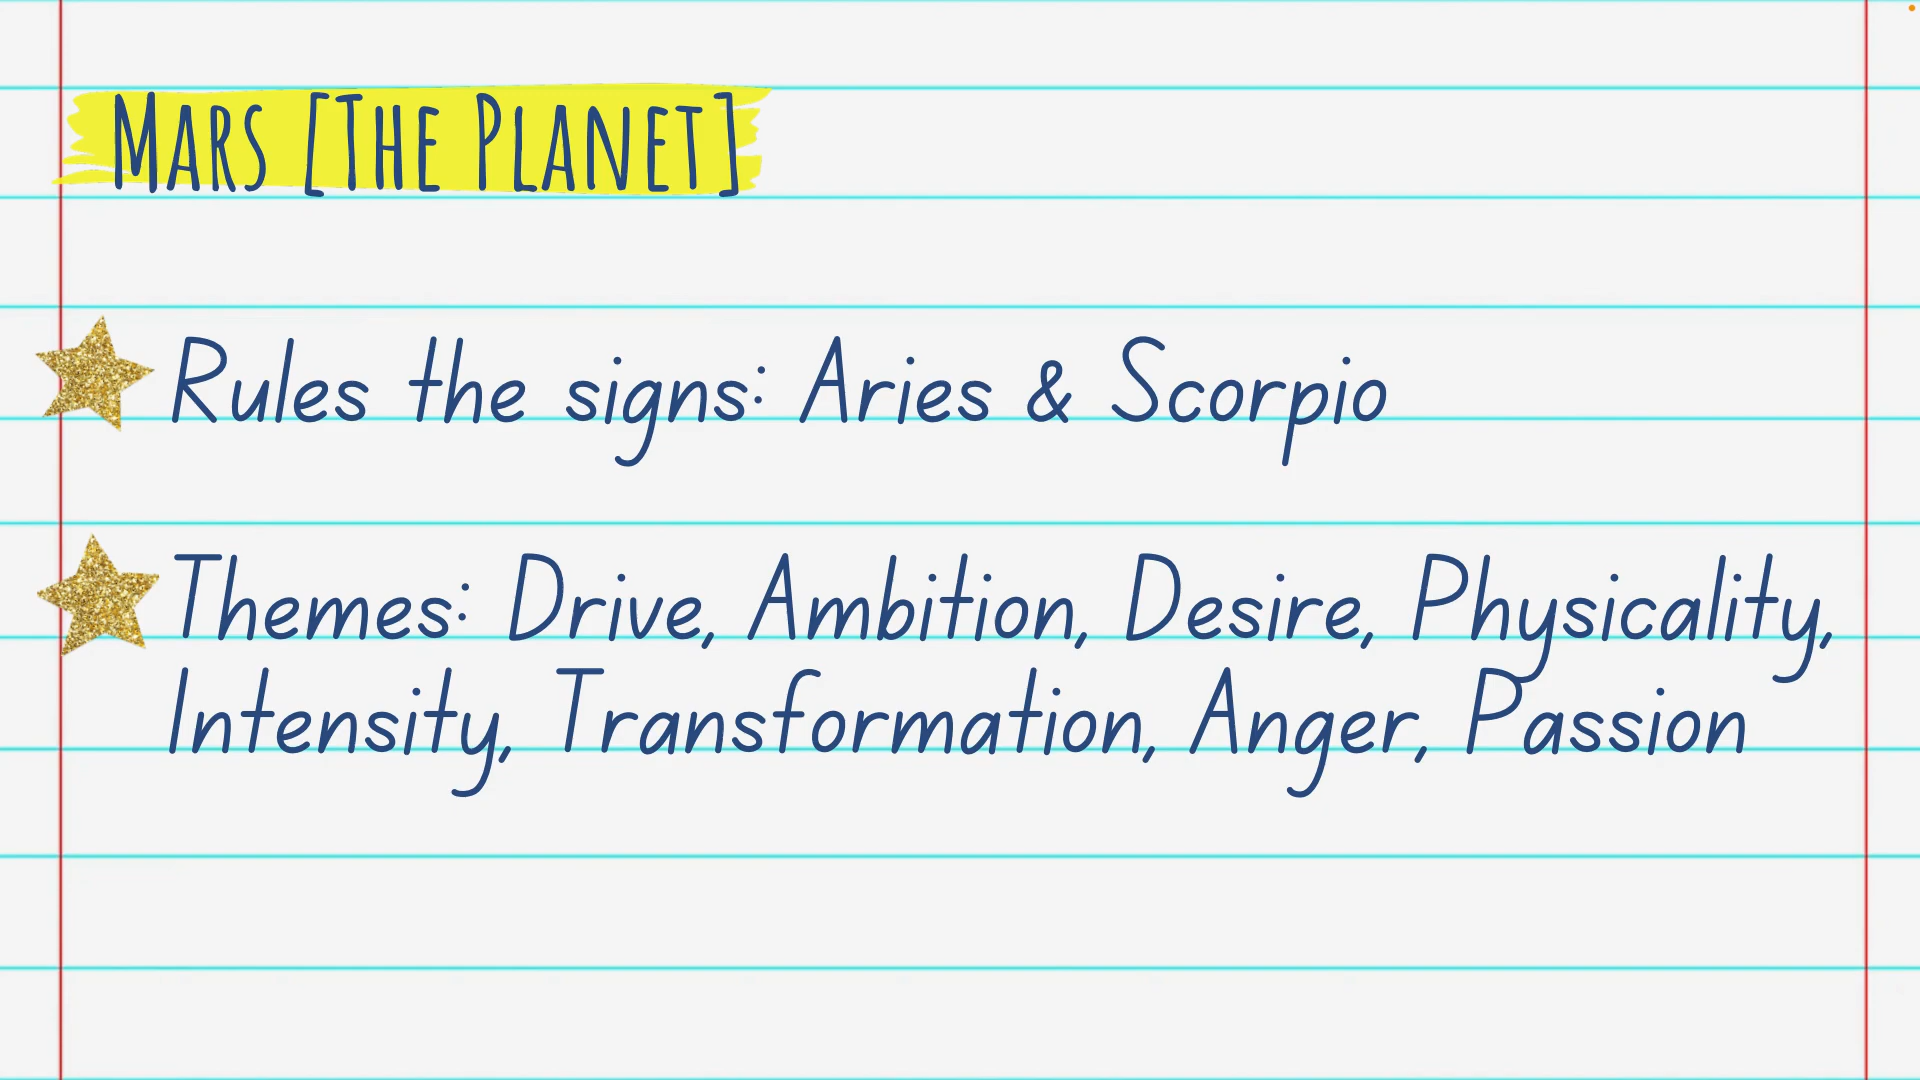 Mars [The Planet]
Rules the signs: Aries & Scorpio
Themes: Drive, Ambition, Desire, Physicality,
Intensity, Transformation, Anger, Passion